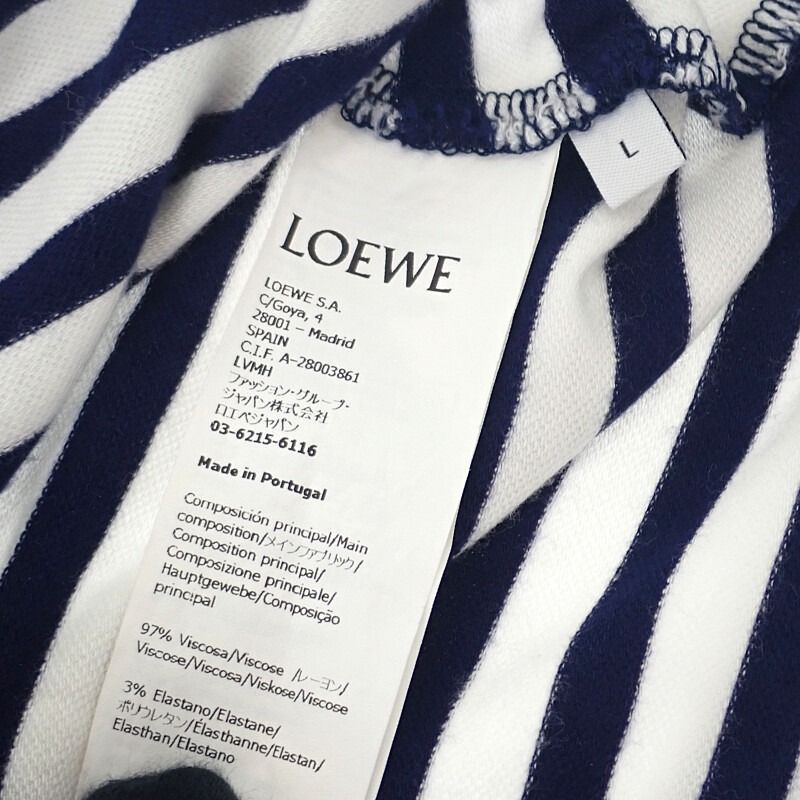 L
LOEWE
LOEWE S.A.
C/Goya, 4
28001 – Madrid
SPAIN
C.I.F. A-28003861
LVMH
ファッション・グループ・
ジャパン株式会社
ロエベジャパン
03-6215-6116
Made in Portugal
Composición principal/Main
composition/メインファブリック/
Composition principal/
Composizione principale/
Hauptgewebe/Composição
principal
97% Viscosa/Viscose /レーヨン/
Viscose/Viscosa/Viskose/Viscose
3% Elastano/Elastane/
ポリウレタン/Élasthanne/Elastan/
Elasthan/Elastano